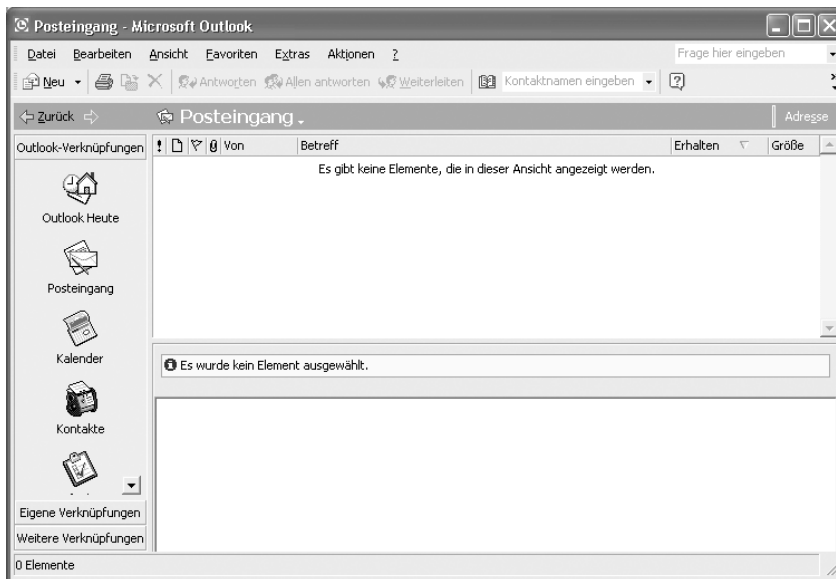 Posteingang - Microsoft Outlook
Datei Bearbeiten Ansicht Favoriten Extras Aktionen ? Frage hier eingeben
Neu Antworten Allen antworten Weiterleiten Kontaktnamen eingeben
Zurück Posteingang Adresse
Outlook-Verknüpfungen ! Von Betreff Erhalten Größe
Es gibt keine Elemente, die in dieser Ansicht angezeigt werden.
Outlook Heute
Posteingang
Kalender
Es wurde kein Element ausgewählt.
Kontakte
Eigene Verknüpfungen
Weitere Verknüpfungen
0 Elemente